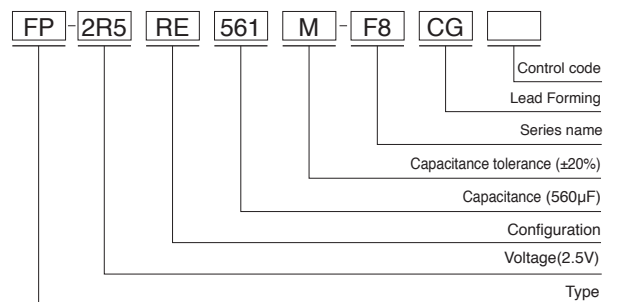 FP - 2R5 RE 561 M - F8 CG
Control code
Lead Forming
Series name
Capacitance tolerance (±20%)
Capacitance (560µF)
Configuration
Voltage(2.5V)
Type